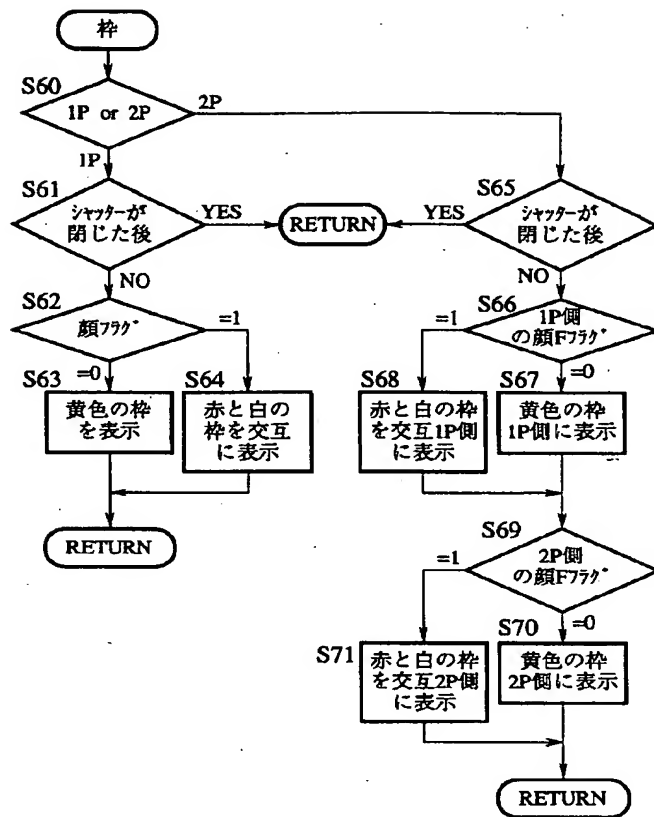 枠
S60
1P or 2P
2P
1P
S61
シャッターが
閉じた後
YES
RETURN
YES
S65
シャッターが
閉じた後
NO
NO
S62
顔フラグ
=1
S66
1P側
の顔Fフラグ
=1
=0
S63
黄色の枠
を表示
S64
赤と白の
枠を交互
に表示
S68
赤と白の枠
を交互1P側
に表示
S67
=0
黄色の枠
1P側に表示
RETURN
S69
2P側
の顔Fフラグ
=1
S71
赤と白の枠
を交互2P側
に表示
S70
=0
黄色の枠
2P側に表示
RETURN